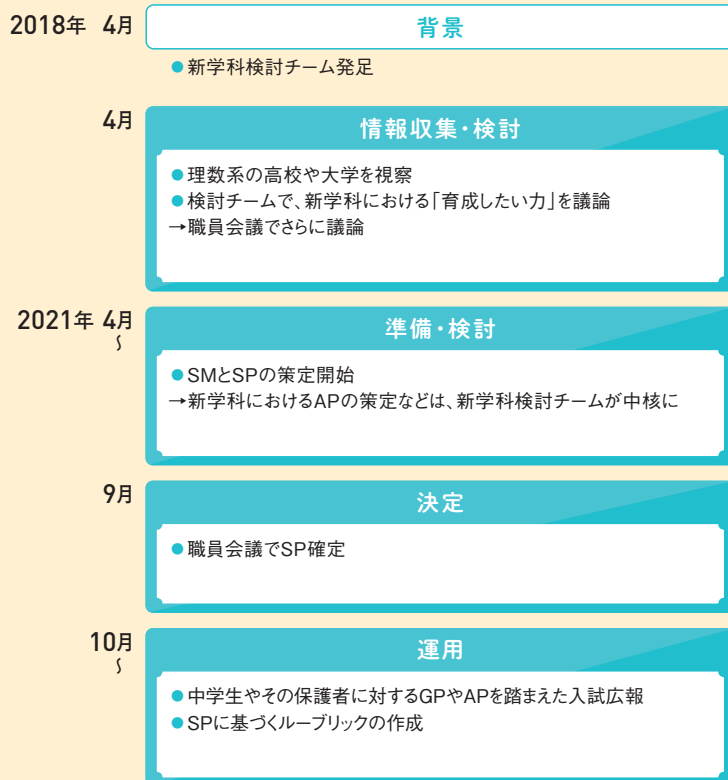 2018年 4月
背景
●新学科検討チーム発足
4月
情報収集・検討
●理数系の高校や大学を視察
●検討チームで、新学科における「育成したい力」を議論
→職員会議でさらに議論
2021年 4月
〜
準備・検討
●SMとSPの策定開始
→新学科におけるAPの策定などは、新学科検討チームが中核に
9月
決定
●職員会議でSP確定
10月
〜
運用
●中学生やその保護者に対するGPやAPを踏まえた入試広報
●SPに基づくルーブリックの作成